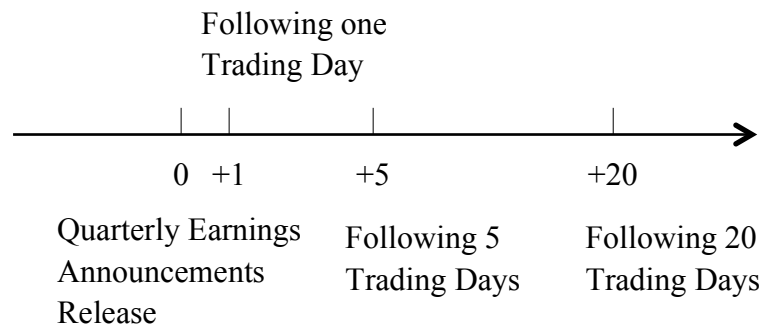 Following one
Trading Day
0 +1 +5 +20
Quarterly Earnings
Announcements
Release
Following 5
Trading Days
Following 20
Trading Days